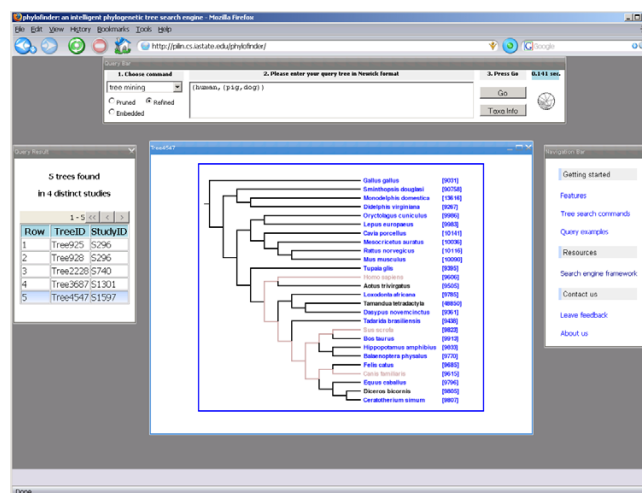 phylofinder: an intelligent phylogenetic tree search engine - Mozilla Firefox
File Edit View History Bookmarks Tools Help
http://pilin.cs.iastate.edu/phylofinder/
Google
Query Bar
1. Choose command
2. Please enter your query tree in Newick format
3. Press Go
0.141 sec.
tree mining
(human,(pig,dog))
Go
Pruned Refined
Embedded
Taxa Info
Query Result
5 trees found
in 4 distinct studies
1 - 5 << < >
Row TreeID StudyID
1 Tree925 S296
2 Tree928 S296
3 Tree2228 S740
4 Tree3687 S1301
5 Tree4547 S1597
Tree4547
Gallus gallus [9031]
Sminthopsis douglasi [90758]
Monodelphis domestica [13616]
Didelphis virginiana [9267]
Oryctolagus cuniculus [9986]
Lepus europaeus [9983]
Cavia porcellus [10141]
Mesocricetus auratus [10036]
Rattus norvegicus [10116]
Mus musculus [10090]
Tupaia glis [9395]
Homo sapiens [9606]
Aotus trivirgatus [9505]
Loxodonta africana [9785]
Tamandua tetradactyla [48850]
Dasypus novemcinctus [9361]
Tadarida brasiliensis [9438]
Sus scrofa [9823]
Bos taurus [9913]
Hippopotamus amphibius [9833]
Balaenoptera physalus [9770]
Felis catus [9685]
Canis familiaris [9615]
Equus caballus [9796]
Diceros bicornis [9805]
Ceratotherium simum [9807]
Navigation Bar
Getting started
Features
Tree search commands
Query examples
Resources
Search engine framework
Contact us
Leave feedback
About us
Done